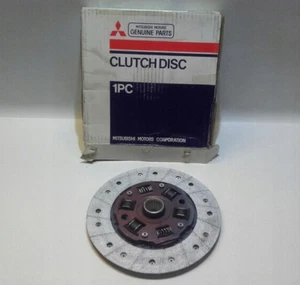 MITSUBISHI MOTORS
GENUINE PARTS
CLUTCH DISC
1PC
MITSUBISHI MOTORS CORPORATION